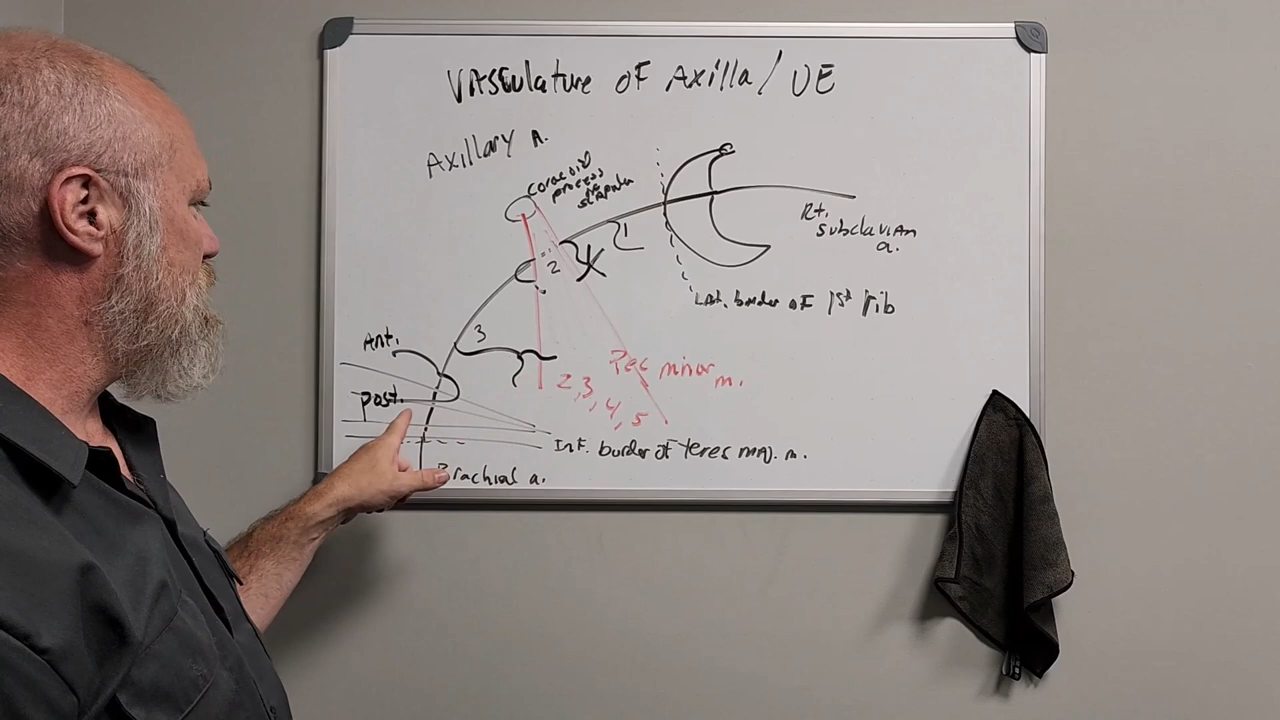 VASCulature OF Axilla/ UE
Axillary A.
coracoid
process
of
scapula
Rt.
subclavian
a.
1
2
3
Lat. border of 1st rib
Ant.
post.
Pec minor m.
2,3,4,5
Inf. border of Teres maj. m.
Brachial a.